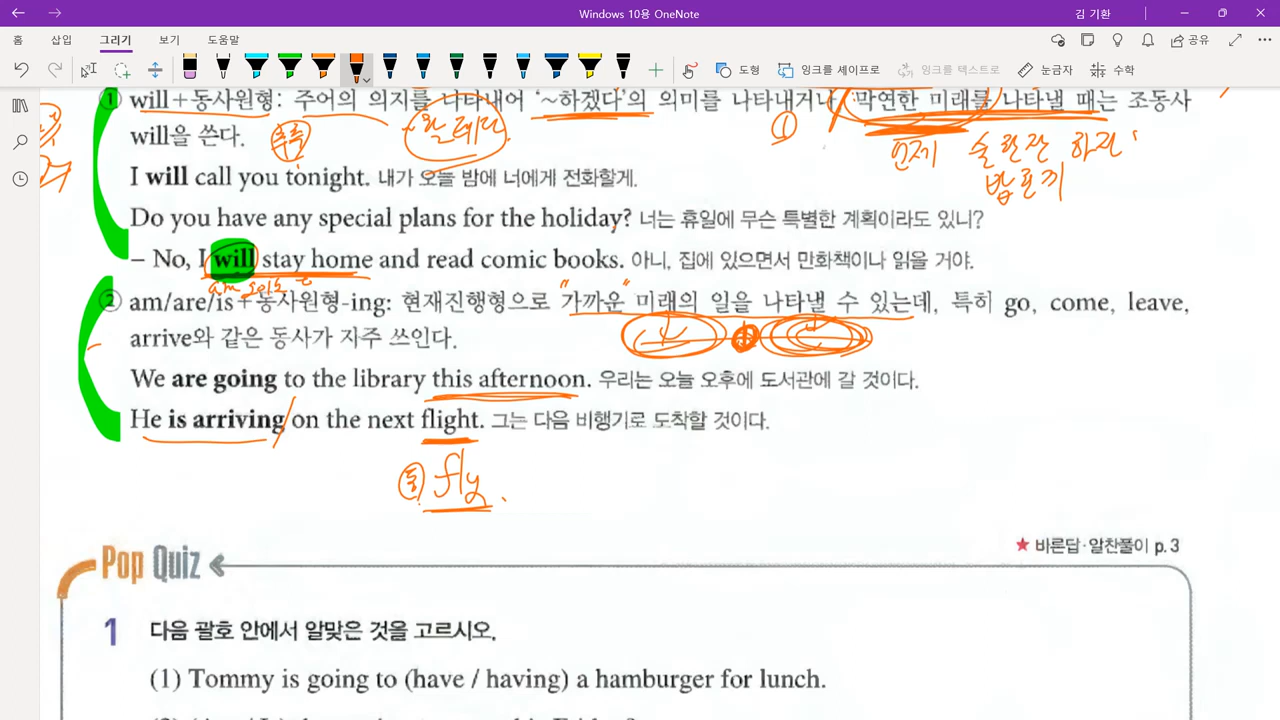 Windows 10용 OneNote
김 기환
홈 삽입 그리기 보기 도움말
공유
도형 잉크를 셰이프로 잉크를 텍스트로 눈금자 수학
① will+동사원형: 주어의 의지를 나타내어 '~하겠다'의 의미를 나타내거나, 막연한 미래를 나타낼 때는 조동사
will을 쓴다.
①
언제 술 한잔 하자
밥 한끼
I will call you tonight. 내가 오늘 밤에 너에게 전화할게.
Do you have any special plans for the holiday? 너는 휴일에 무슨 특별한 계획이라도 있니?
– No, I will stay home and read comic books. 아니, 집에 있으면서 만화책이나 읽을 거야.
② am/are/is+동사원형-ing: 현재진행형으로 "가까운" 미래의 일을 나타낼 수 있는데, 특히 go, come, leave,
arrive와 같은 동사가 자주 쓰인다.
We are going to the library this afternoon. 우리는 오늘 오후에 도서관에 갈 것이다.
He is arriving on the next flight. 그는 다음 비행기로 도착할 것이다.
동 fly
★ 바른답·알찬풀이 p.3
Pop Quiz
1 다음 괄호 안에서 알맞은 것을 고르시오.
(1) Tommy is going to (have / having) a hamburger for lunch.